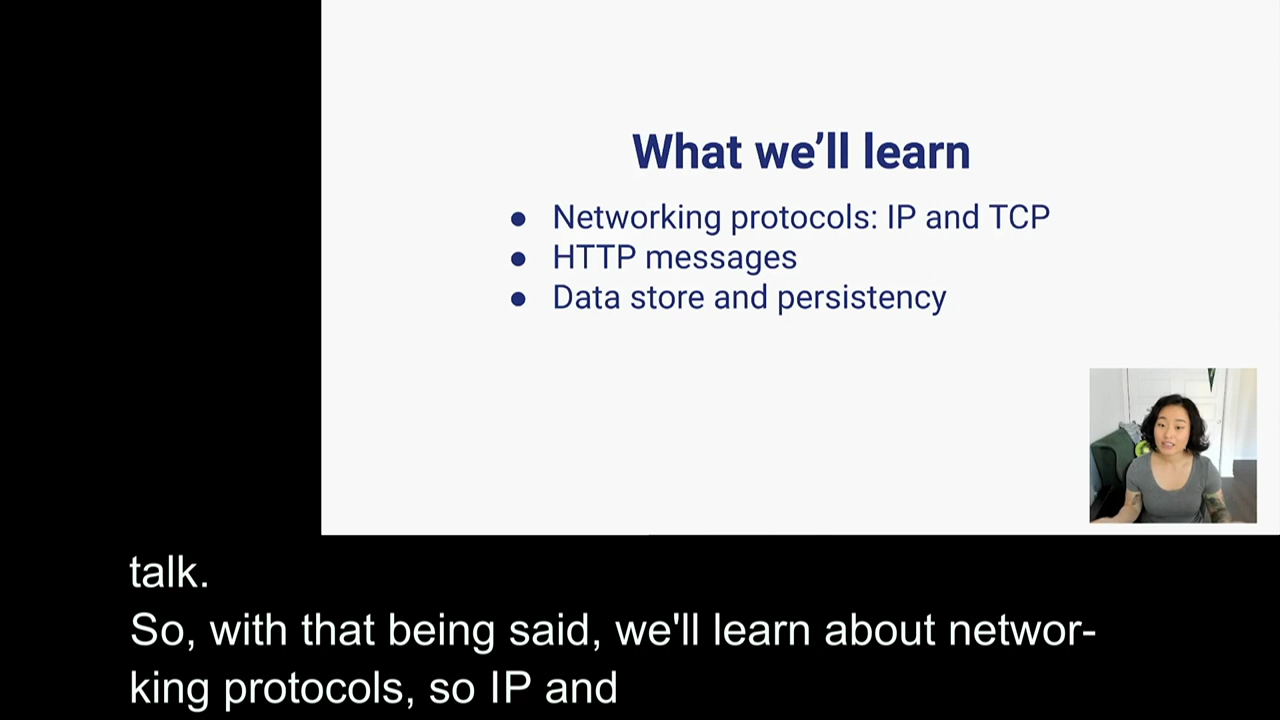 What we’ll learn
● Networking protocols: IP and TCP
● HTTP messages
● Data store and persistency
talk.
So, with that being said, we'll learn about networ-
king protocols, so IP and